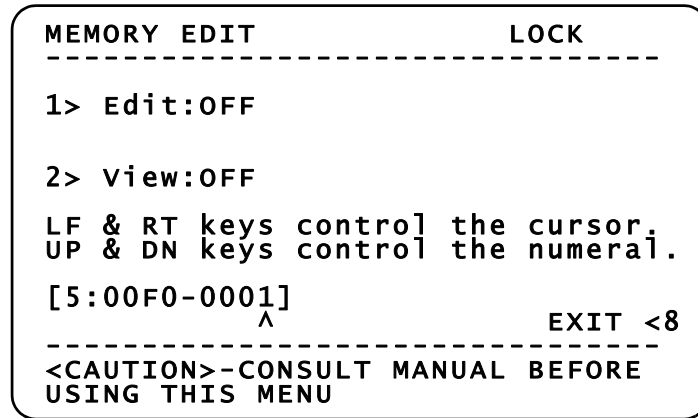 MEMORY EDIT LOCK
---------------------------------
1> Edit:OFF
2> View:OFF
LF & RT keys control the cursor.
UP & DN keys control the numeral.
[5:00F0-0001]
^
EXIT <8
---------------------------------
<CAUTION>-CONSULT MANUAL BEFORE
USING THIS MENU